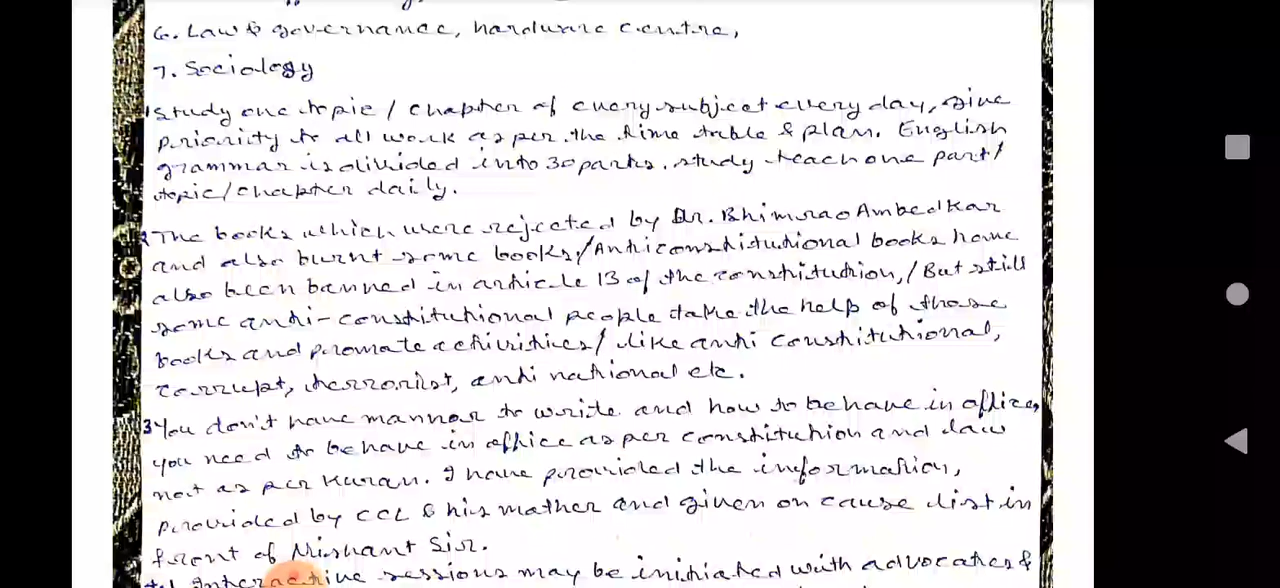 6. Law & governance, hardware centre,
7. Sociology
1 Study one topic / chapter of every subject every day, give
periority to all work as per the time table & plan. English
grammar is divided into 30 parts. study teach one part/
topic/chapter daily.
2 The books which were rejected by Dr. Bhimrao Ambedkar
and also burnt some books/Anticonstitutional books have
also been banned in article 13 of the constitution,/But still
some anti-constitutional people take the help of those
books and promate activities/ like anti constitutional,
corrupt, terrorist, anti national etc.
3 You don't have mannar to write and how to behave in office,
you need to behave in office as per constitution and law
not as per Kuran. I have provided the information,
provided by CCL & his mather and given on cause list in
front of Nishant Sir.
Interactive sessions may be initiated with advocates &